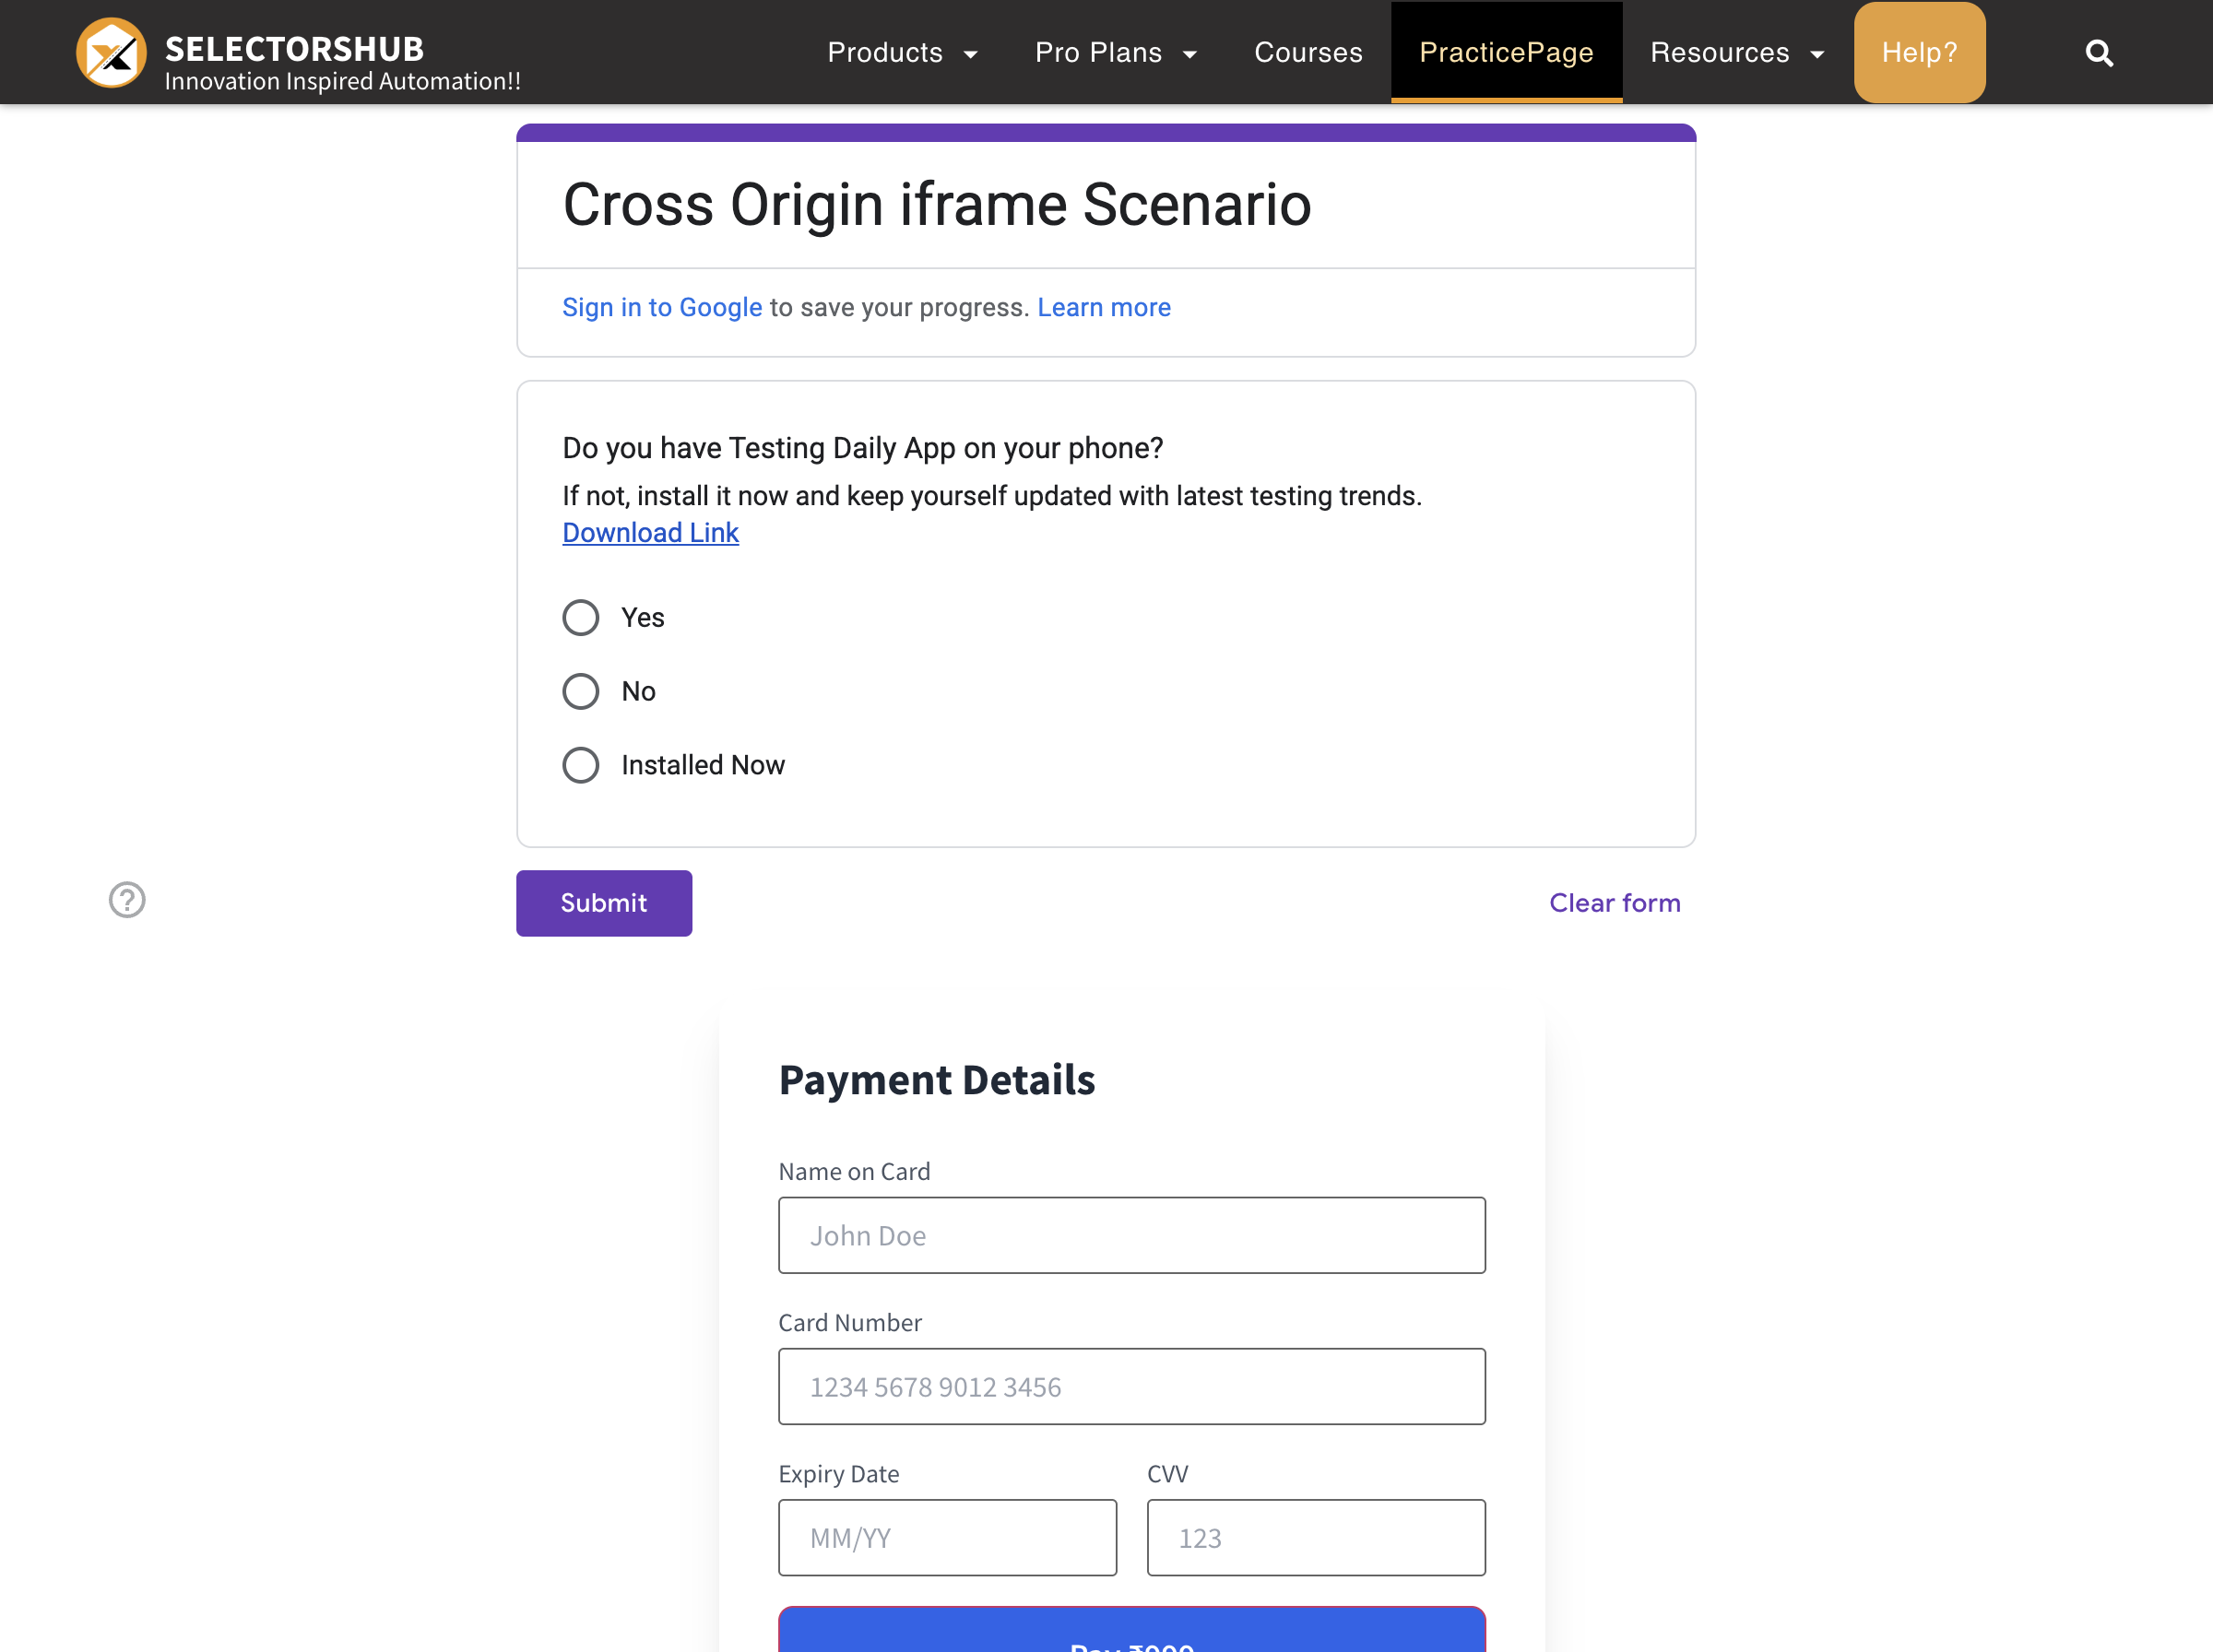 SELECTORSHUB
Innovation Inspired Automation!!
Products
Pro Plans
Courses
PracticePage
Resources
Help?
Cross Origin iframe Scenario
Sign in to Google to save your progress. Learn more
Do you have Testing Daily App on your phone?
If not, install it now and keep yourself updated with latest testing trends.
Download Link
Yes
No
Installed Now
Submit
Clear form
Payment Details
Name on Card
John Doe
Card Number
1234 5678 9012 3456
Expiry Date
CVV
MM/YY
123
Pay ₹999